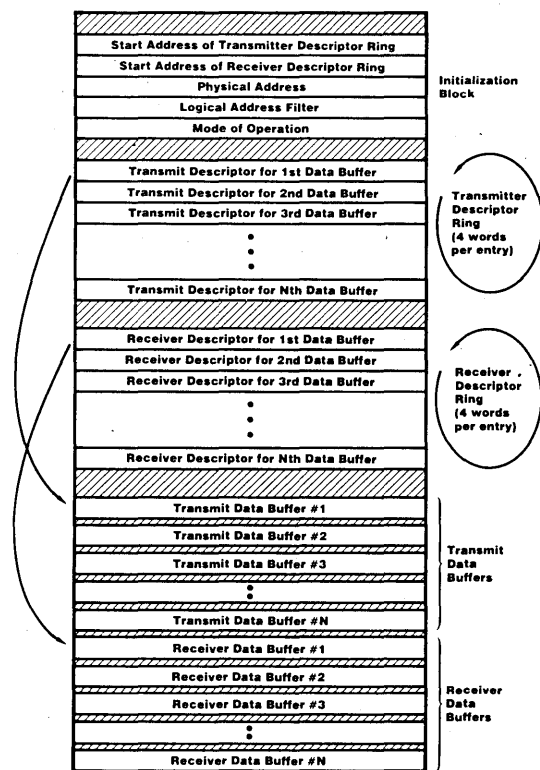 Start Address of Transmitter Descriptor Ring
Start Address of Receiver Descriptor Ring
Physical Address
Logical Address Filter
Mode of Operation
Initialization
Block
Transmit Descriptor for 1st Data Buffer
Transmit Descriptor for 2nd Data Buffer
Transmit Descriptor for 3rd Data Buffer
Transmit Descriptor for Nth Data Buffer
Transmitter
Descriptor
Ring
(4 words
per entry)
Receiver Descriptor for 1st Data Buffer
Receiver Descriptor for 2nd Data Buffer
Receiver Descriptor for 3rd Data Buffer
Receiver Descriptor for Nth Data Buffer
Receiver
Descriptor
Ring
(4 words
per entry)
Transmit Data Buffer #1
Transmit Data Buffer #2
Transmit Data Buffer #3
Transmit Data Buffer #N
Transmit
Data
Buffers
Receiver Data Buffer #1
Receiver Data Buffer #2
Receiver Data Buffer #3
Receiver Data Buffer #N
Receiver
Data
Buffers